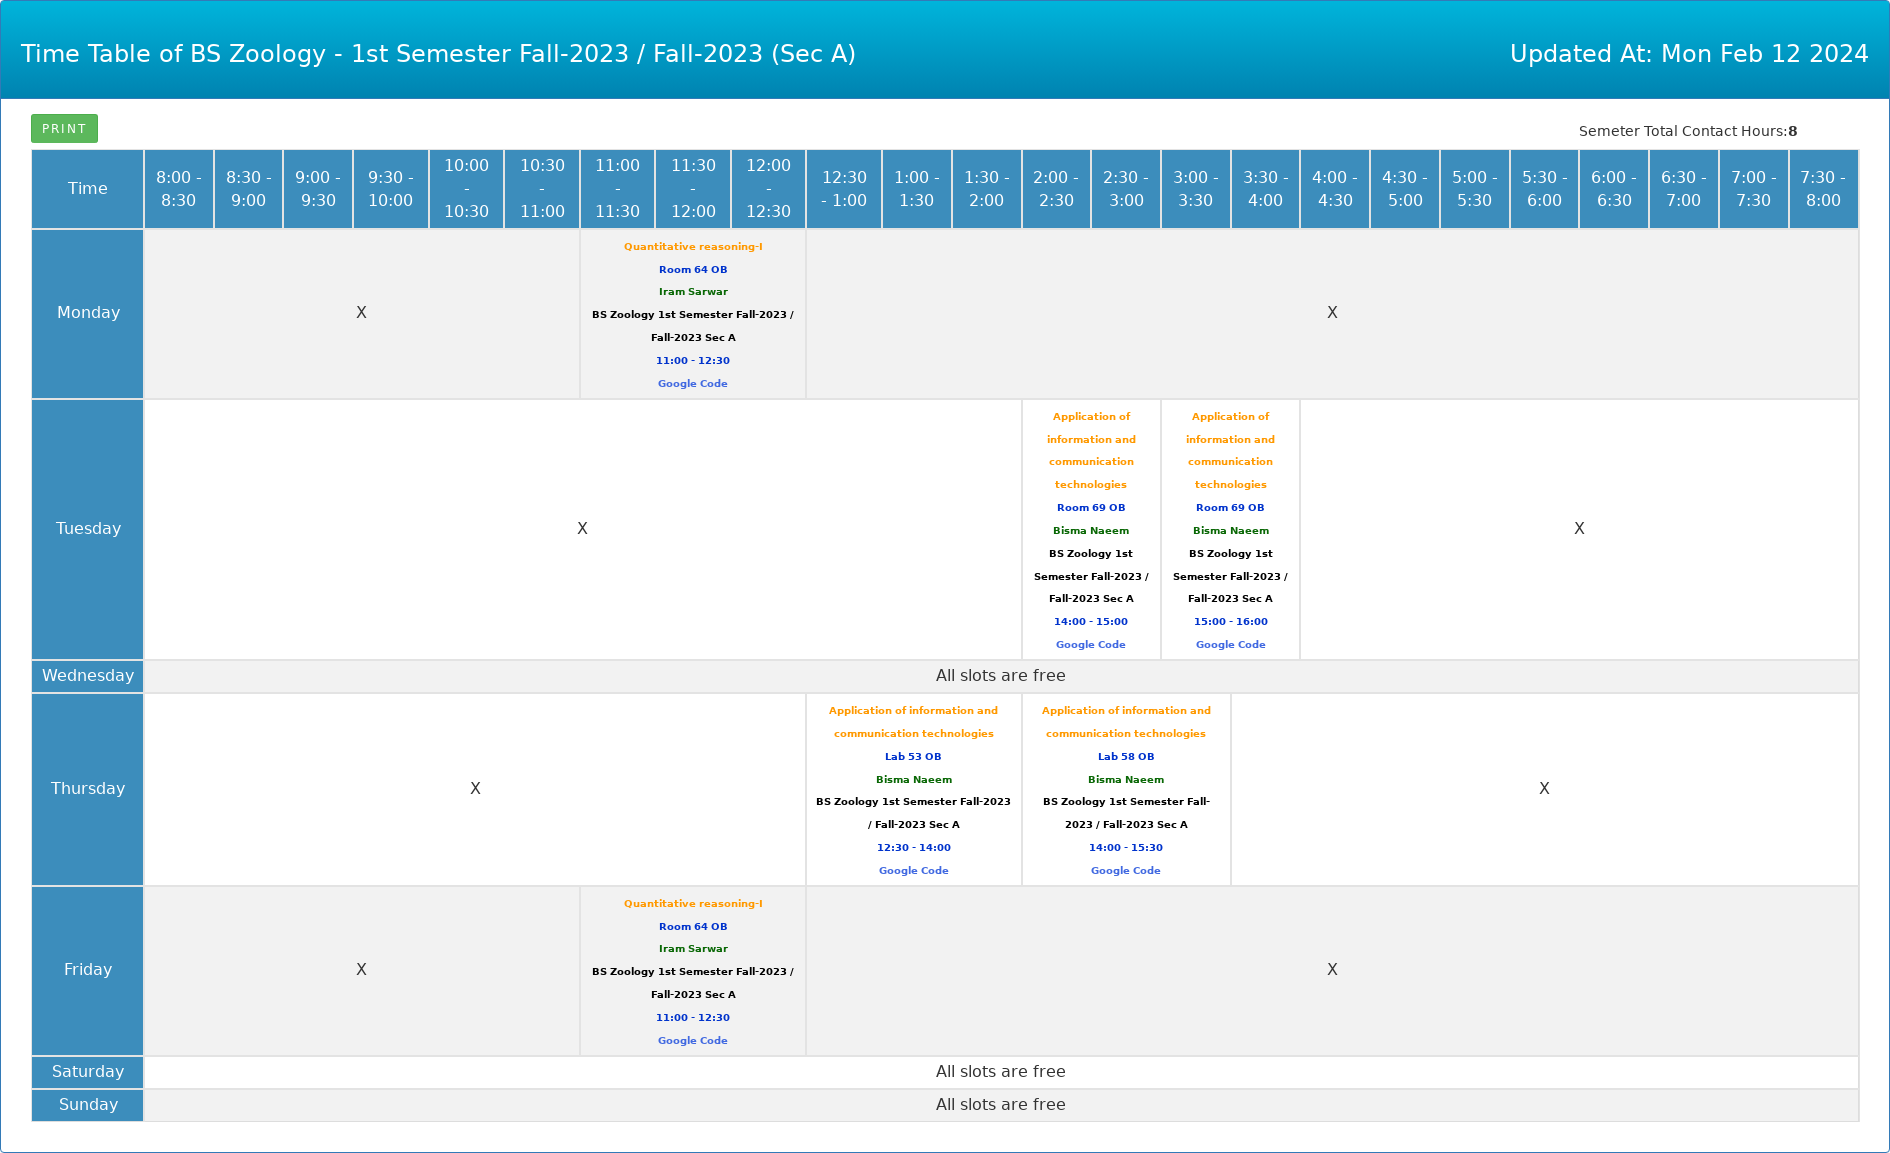 Time Table of BS Zoology - 1st Semester Fall-2023 / Fall-2023 (Sec A)
Updated At: Mon Feb 12 2024
PRINT
Semeter Total Contact Hours:8
Time
8:00 -
8:30
8:30 -
9:00
9:00 -
9:30
9:30 -
10:00
10:00
-
10:30
10:30
-
11:00
11:00
-
11:30
11:30
-
12:00
12:00
-
12:30
12:30
- 1:00
1:00 -
1:30
1:30 -
2:00
2:00 -
2:30
2:30 -
3:00
3:00 -
3:30
3:30 -
4:00
4:00 -
4:30
4:30 -
5:00
5:00 -
5:30
5:30 -
6:00
6:00 -
6:30
6:30 -
7:00
7:00 -
7:30
7:30 -
8:00
Monday
X
Quantitative reasoning-I
Room 64 OB
Iram Sarwar
BS Zoology 1st Semester Fall-2023 /
Fall-2023 Sec A
11:00 - 12:30
Google Code
X
Tuesday
X
Application of
information and
communication
technologies
Room 69 OB
Bisma Naeem
BS Zoology 1st
Semester Fall-2023 /
Fall-2023 Sec A
14:00 - 15:00
Google Code
Application of
information and
communication
technologies
Room 69 OB
Bisma Naeem
BS Zoology 1st
Semester Fall-2023 /
Fall-2023 Sec A
15:00 - 16:00
Google Code
X
Wednesday
All slots are free
Thursday
X
Application of information and
communication technologies
Lab 53 OB
Bisma Naeem
BS Zoology 1st Semester Fall-2023
/ Fall-2023 Sec A
12:30 - 14:00
Google Code
Application of information and
communication technologies
Lab 58 OB
Bisma Naeem
BS Zoology 1st Semester Fall-
2023 / Fall-2023 Sec A
14:00 - 15:30
Google Code
X
Friday
X
Quantitative reasoning-I
Room 64 OB
Iram Sarwar
BS Zoology 1st Semester Fall-2023 /
Fall-2023 Sec A
11:00 - 12:30
Google Code
X
Saturday
All slots are free
Sunday
All slots are free